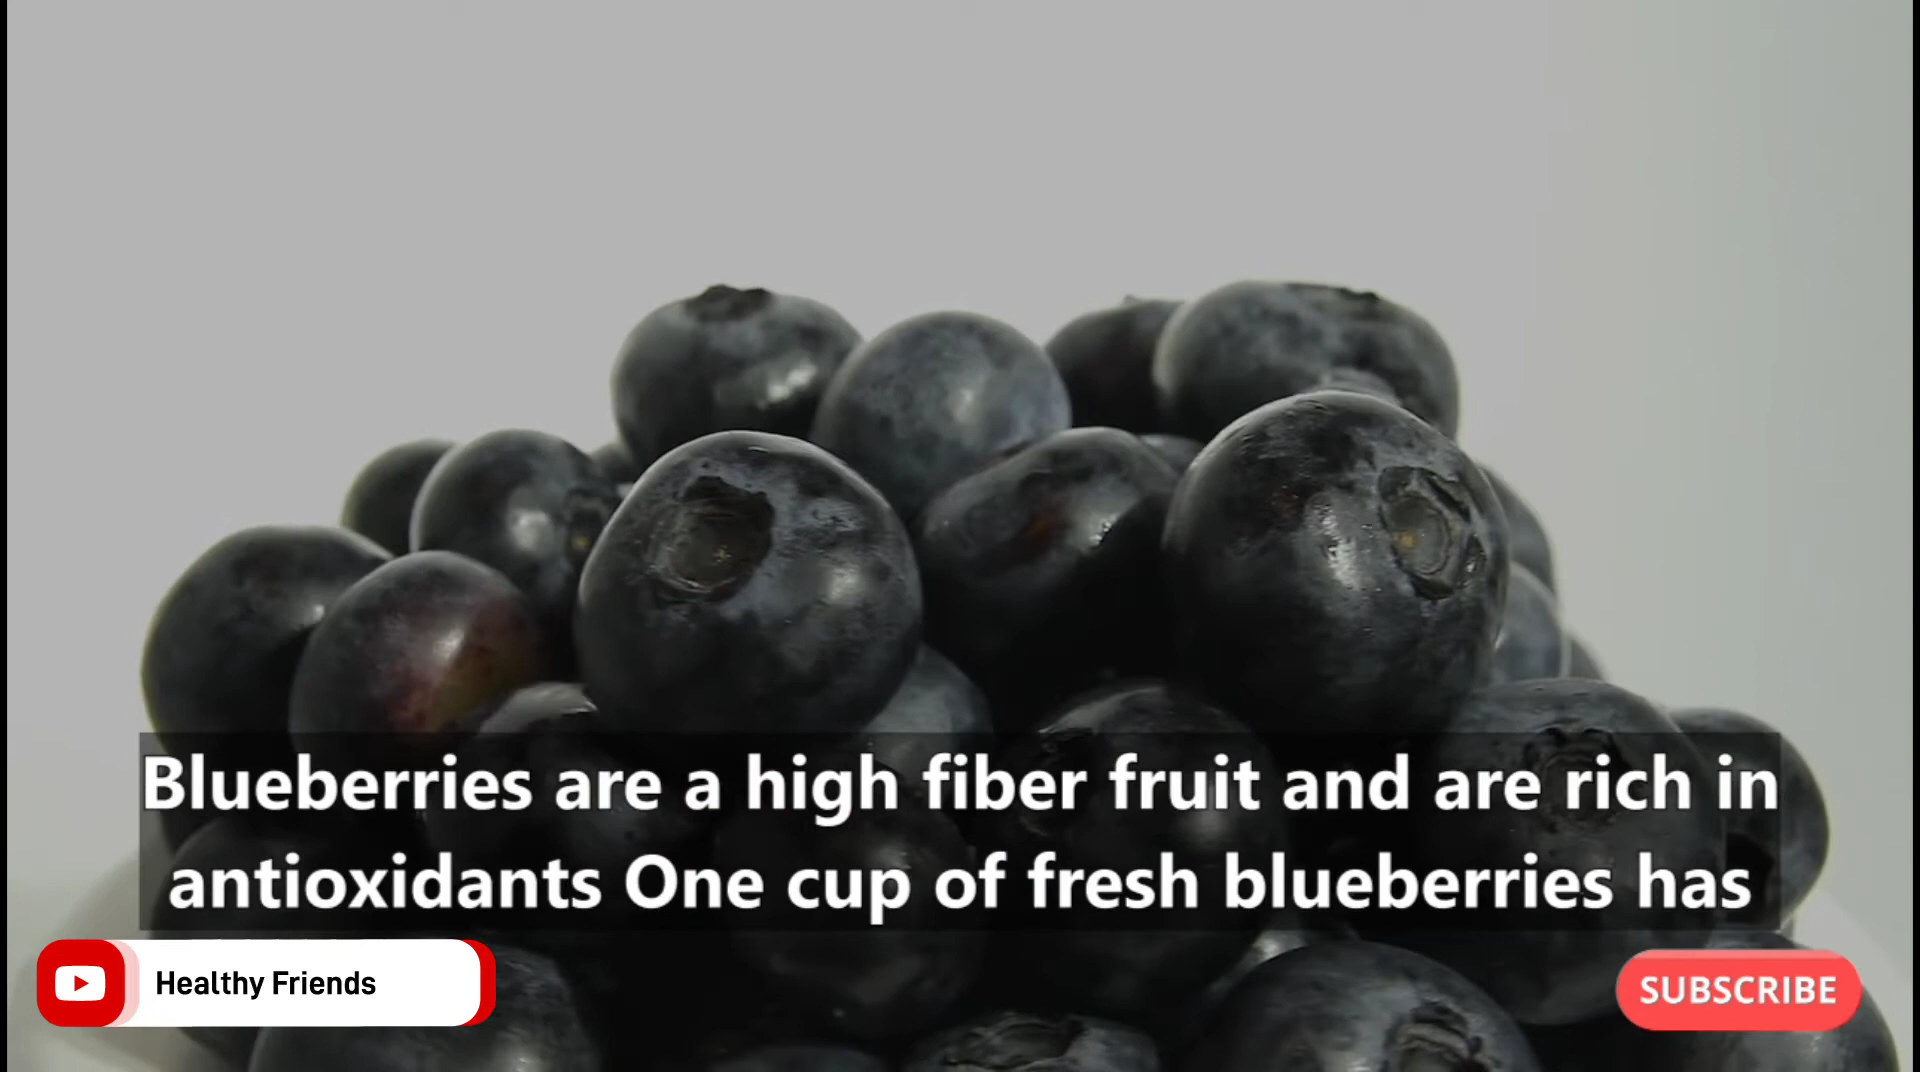 Blueberries are a high fiber fruit and are rich in
antioxidants One cup of fresh blueberries has
Healthy Friends
SUBSCRIBE